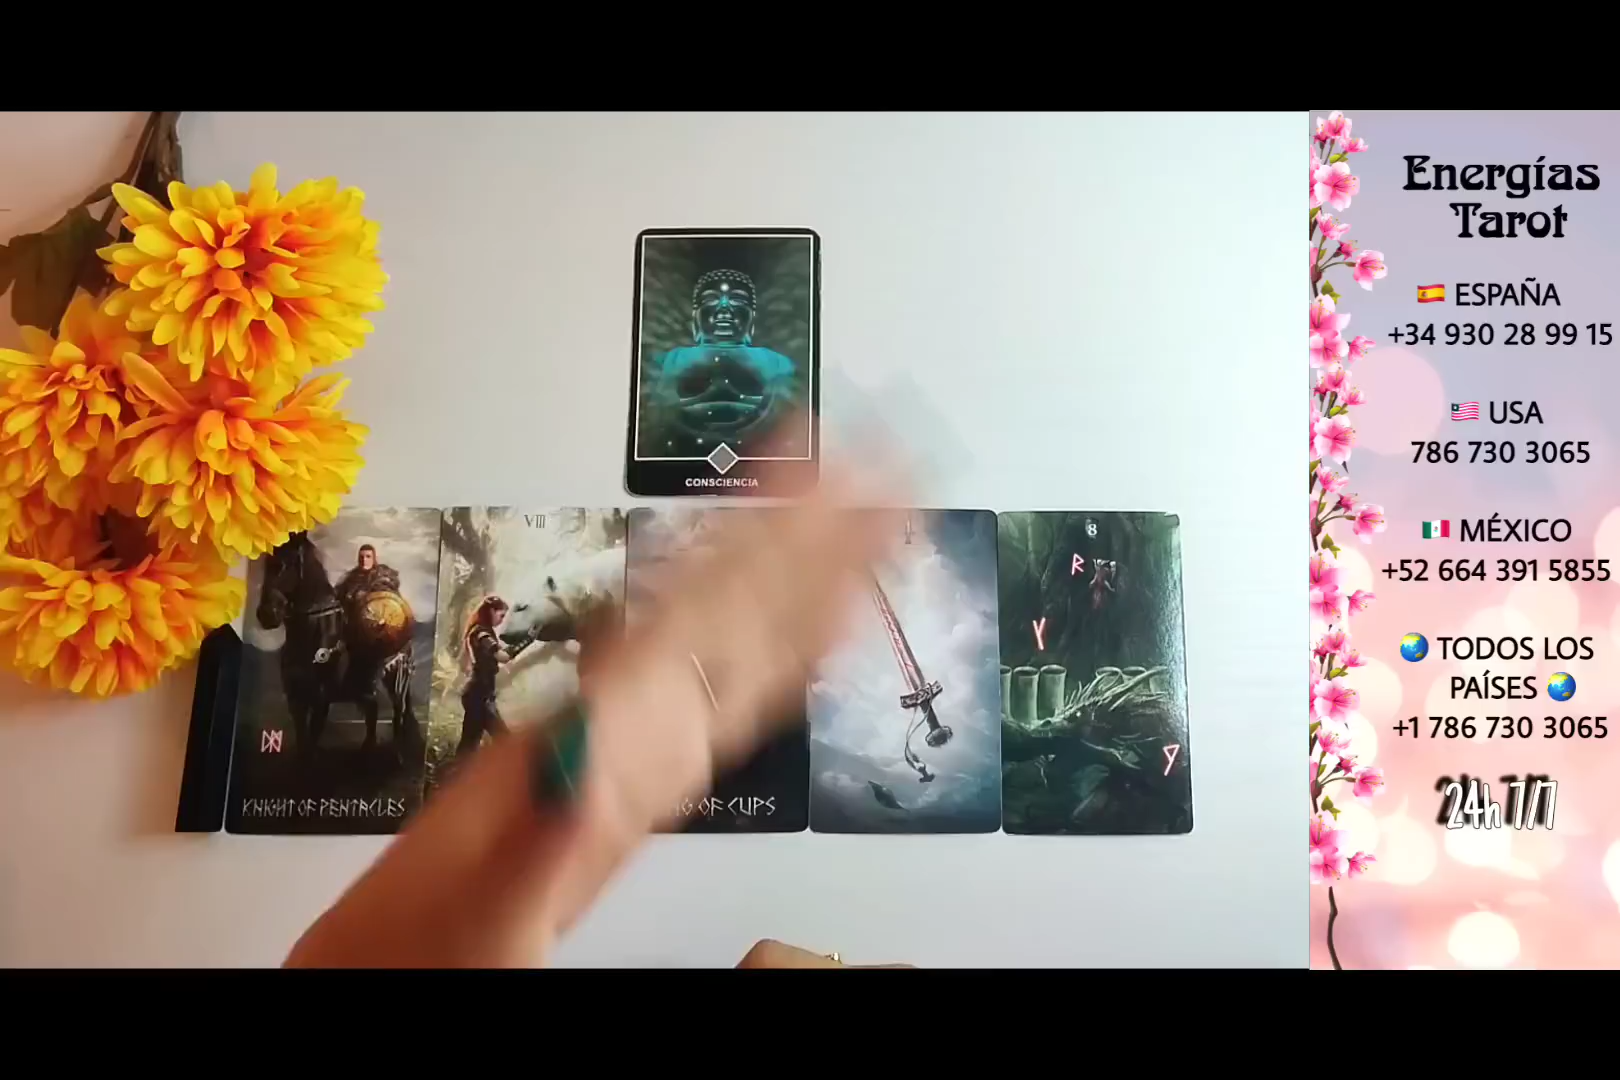 CONSCIENCIA
VIII
8
KNIGHT OF PENTACLES
OF CUPS
Energías
Tarot
ESPAÑA
+34 930 28 99 15
USA
786 730 3065
MÉXICO
+52 664 391 5855
TODOS LOS
PAÍSES
+1 786 730 3065
24h 7/7